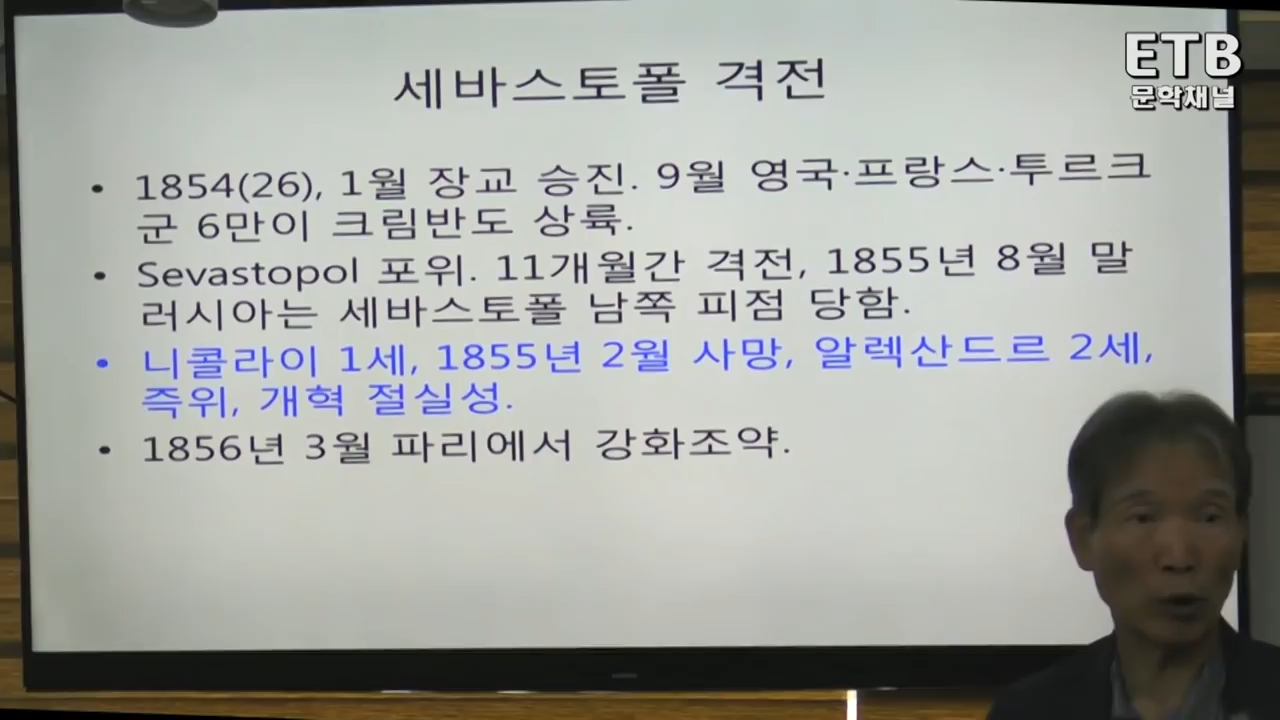 ETB
문학채널
세바스토폴 격전
• 1854(26), 1월 장교 승진. 9월 영국·프랑스·투르크
군 6만이 크림반도 상륙.
• Sevastopol 포위. 11개월간 격전, 1855년 8월 말
러시아는 세바스토폴 남쪽 피점 당함.
• 니콜라이 1세, 1855년 2월 사망, 알렉산드르 2세,
즉위, 개혁 절실성.
• 1856년 3월 파리에서 강화조약.